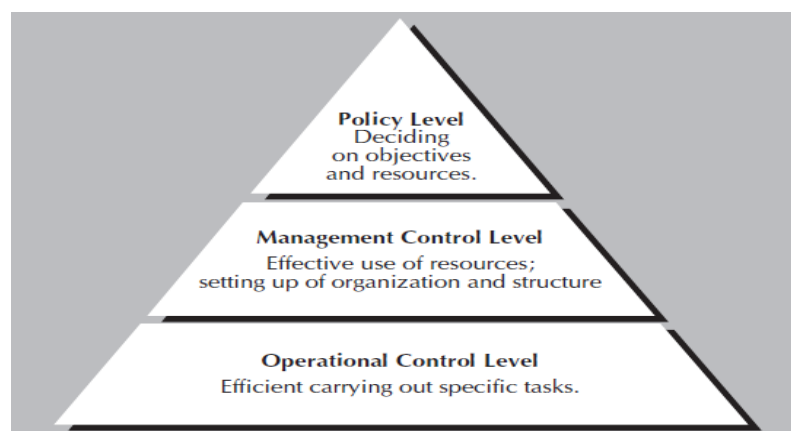 Policy Level
Deciding
on objectives
and resources.
Management Control Level
Effective use of resources;
setting up of organization and structure
Operational Control Level
Efficient carrying out specific tasks.